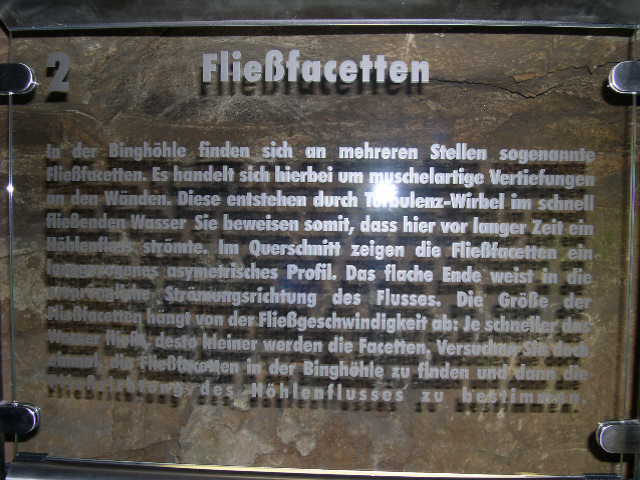 2
Fließfacetten
In der Binghöhle finden sich an mehreren Stellen sogenannte
Fließfacetten. Es handelt sich hierbei um muschelartige Vertiefungen
an den Wänden. Diese entstehen durch Turbulenz-Wirbel im schnell
fließenden Wasser Sie beweisen somit, dass hier vor langer Zeit ein
Höhlenfluss strömte. Im Querschnitt zeigen die Fließfacetten ein
langgezogenes asymetrisches Profil. Das flache Ende weist in die
ursprüngliche Strömungsrichtung des Flusses. Die Größe der
Fließfacetten hängt von der Fließgeschwindigkeit ab: Je schneller das
Wasser fließt, desto kleiner werden die Facetten. Versuchen Sie doch
einmal, die Fließfacetten in der Binghöhle zu finden und dann die
des Höhlenflusses zu bestimmen.